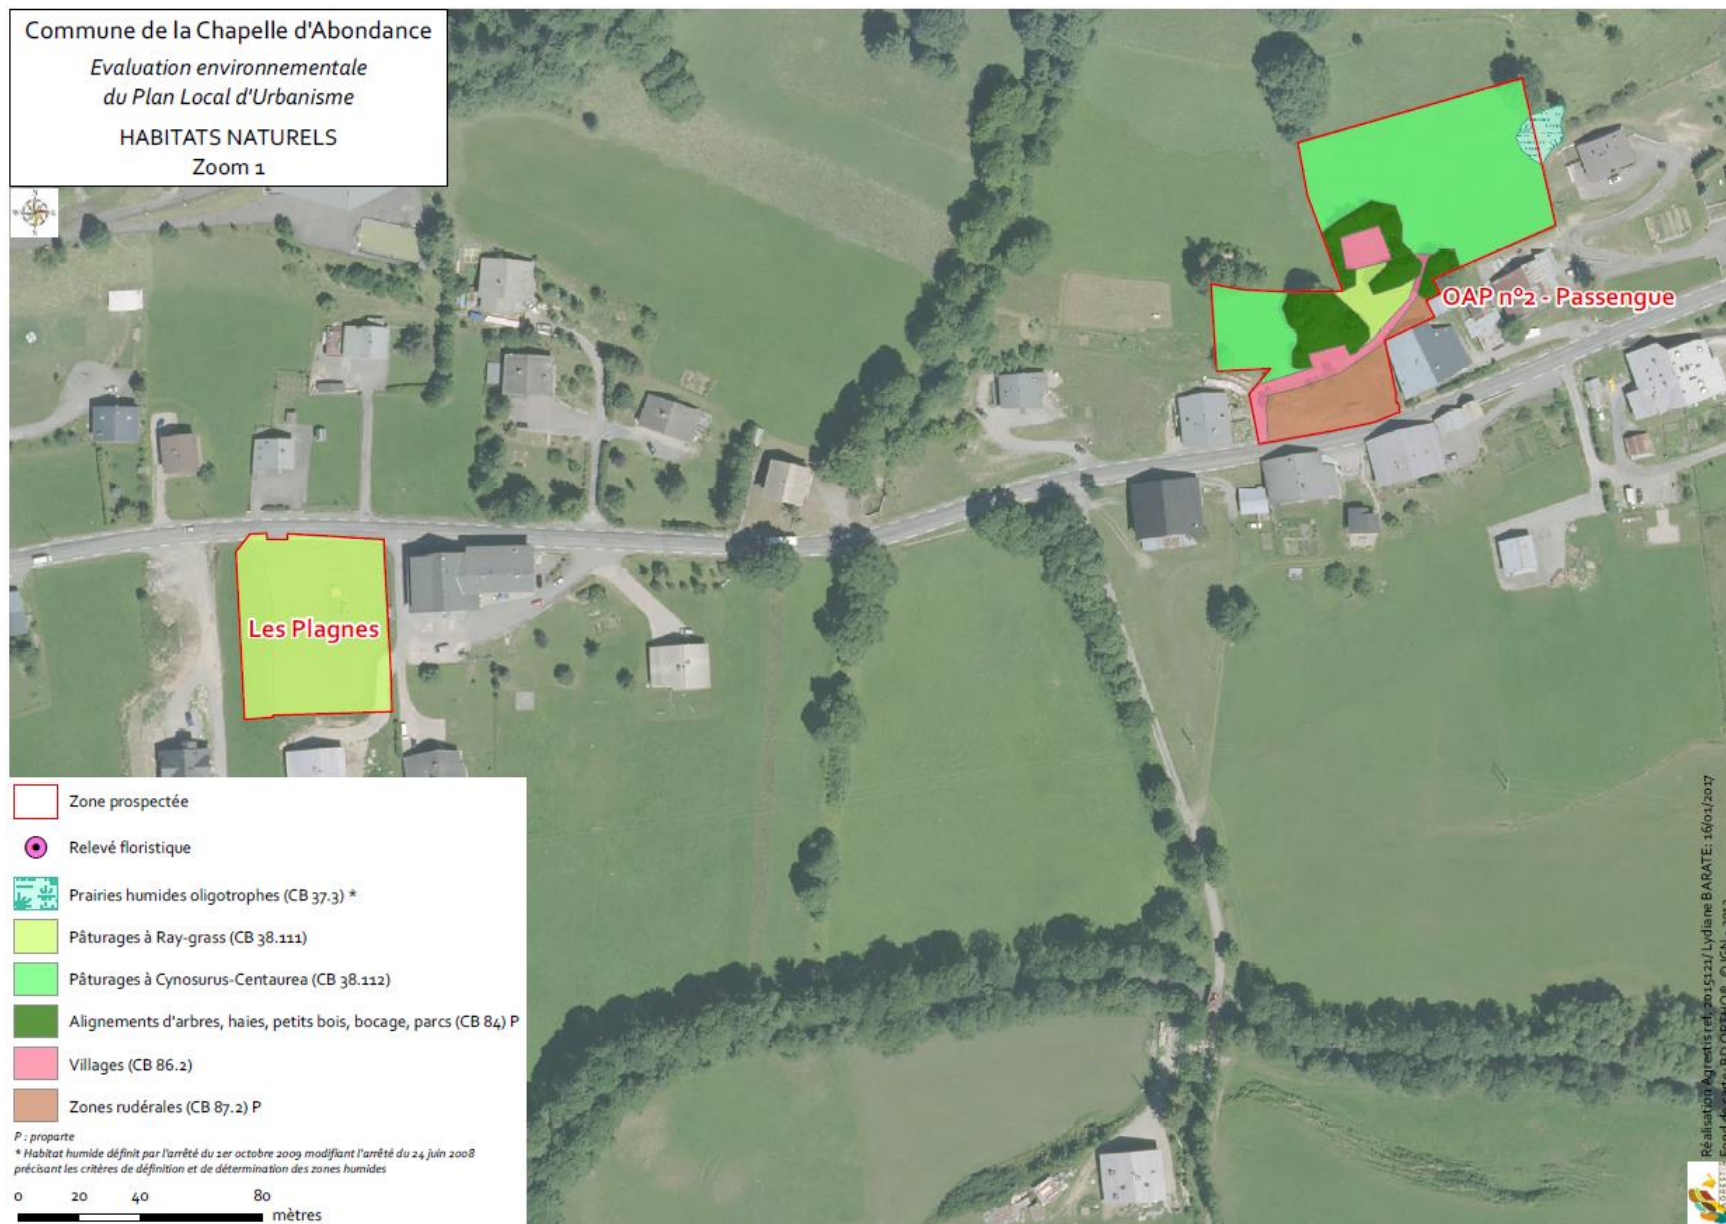 Commune de la Chapelle d'Abondance
Evaluation environnementale
du Plan Local d'Urbanisme
HABITATS NATURELS
Zoom 1
OAP n°2 - Passengue
Les Plagnes
Zone prospectée
Relevé floristique
Prairies humides oligotrophes (CB 37.3) *
Pâturages à Ray-grass (CB 38.111)
Pâturages à Cynosurus-Centaurea (CB 38.112)
Alignements d'arbres, haies, petits bois, bocage, parcs (CB 84) P
Villages (CB 86.2)
Zones rudérales (CB 87.2) P
P : proparte
* Habitat humide définit par l'arrêté du 1er octobre 2009 modifiant l'arrêté du 24 juin 2008
précisant les critères de définition et de détermination des zones humides
0 20 40 80
mètres
Réalisation Agrestis ref. 2015121/ Lydiane BARATE: 16/01/2017